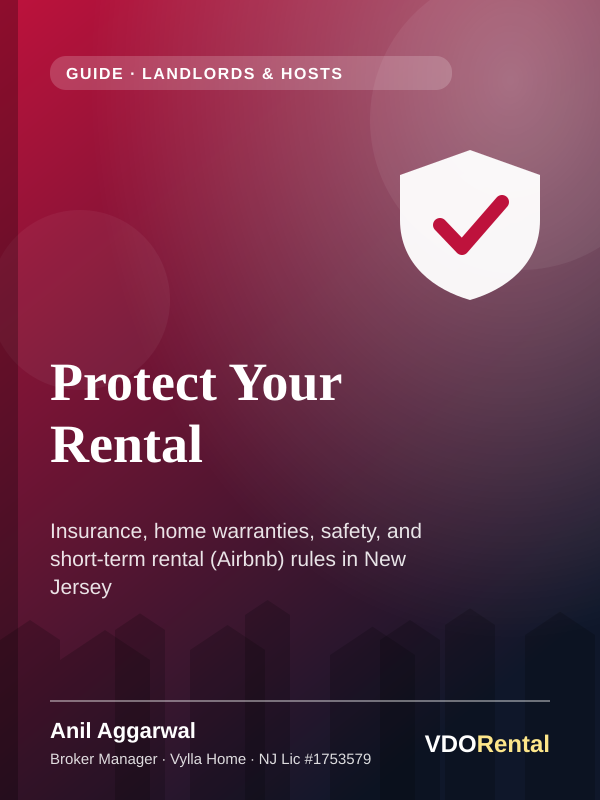 GUIDE · LANDLORDS & HOSTS
Protect Your
Rental
Insurance, home warranties, safety, and
short-term rental (Airbnb) rules in New
Jersey
Anil Aggarwal
Broker Manager · Vylla Home · NJ Lic #1753579
VDORental